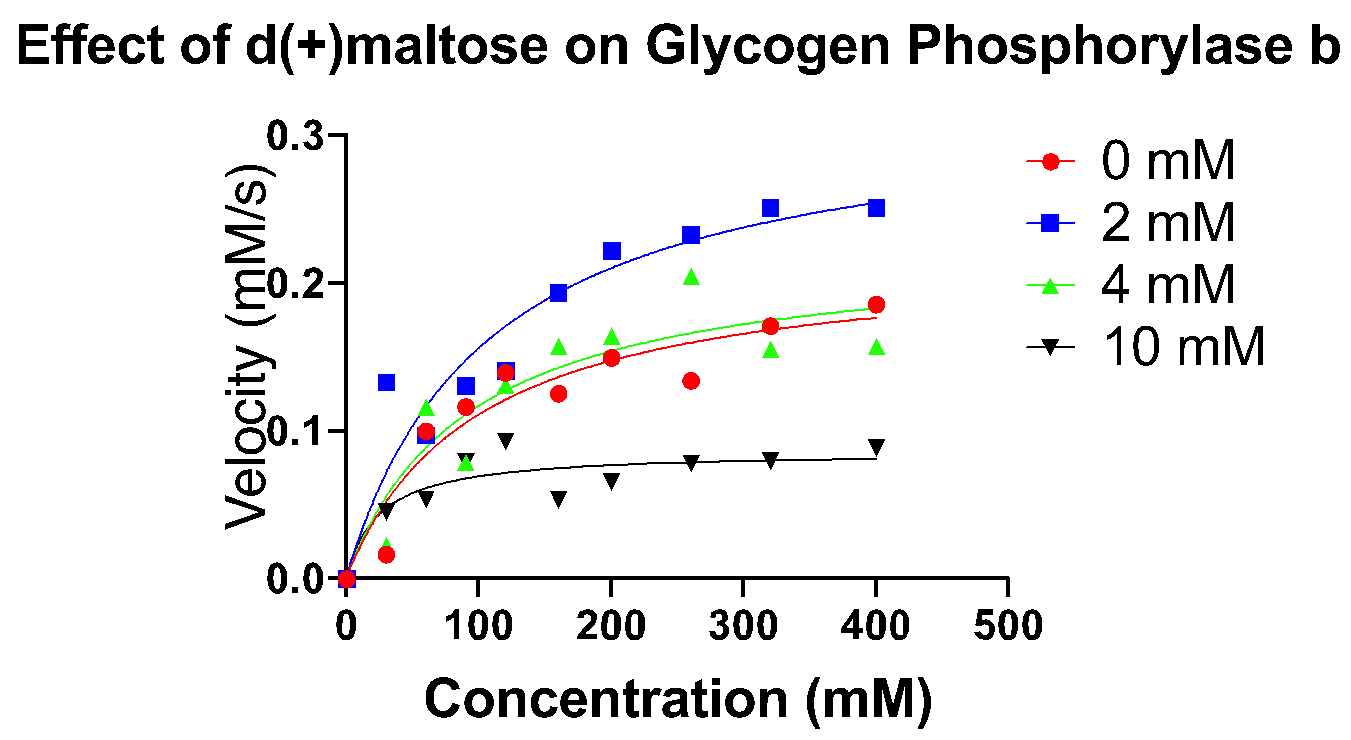 Effect of d(+)maltose on Glycogen Phosphorylase b
0.3
0.2
0.1
0.0
Velocity (mM/s)
0 100 200 300 400 500
Concentration (mM)
0 mM
2 mM
4 mM
10 mM